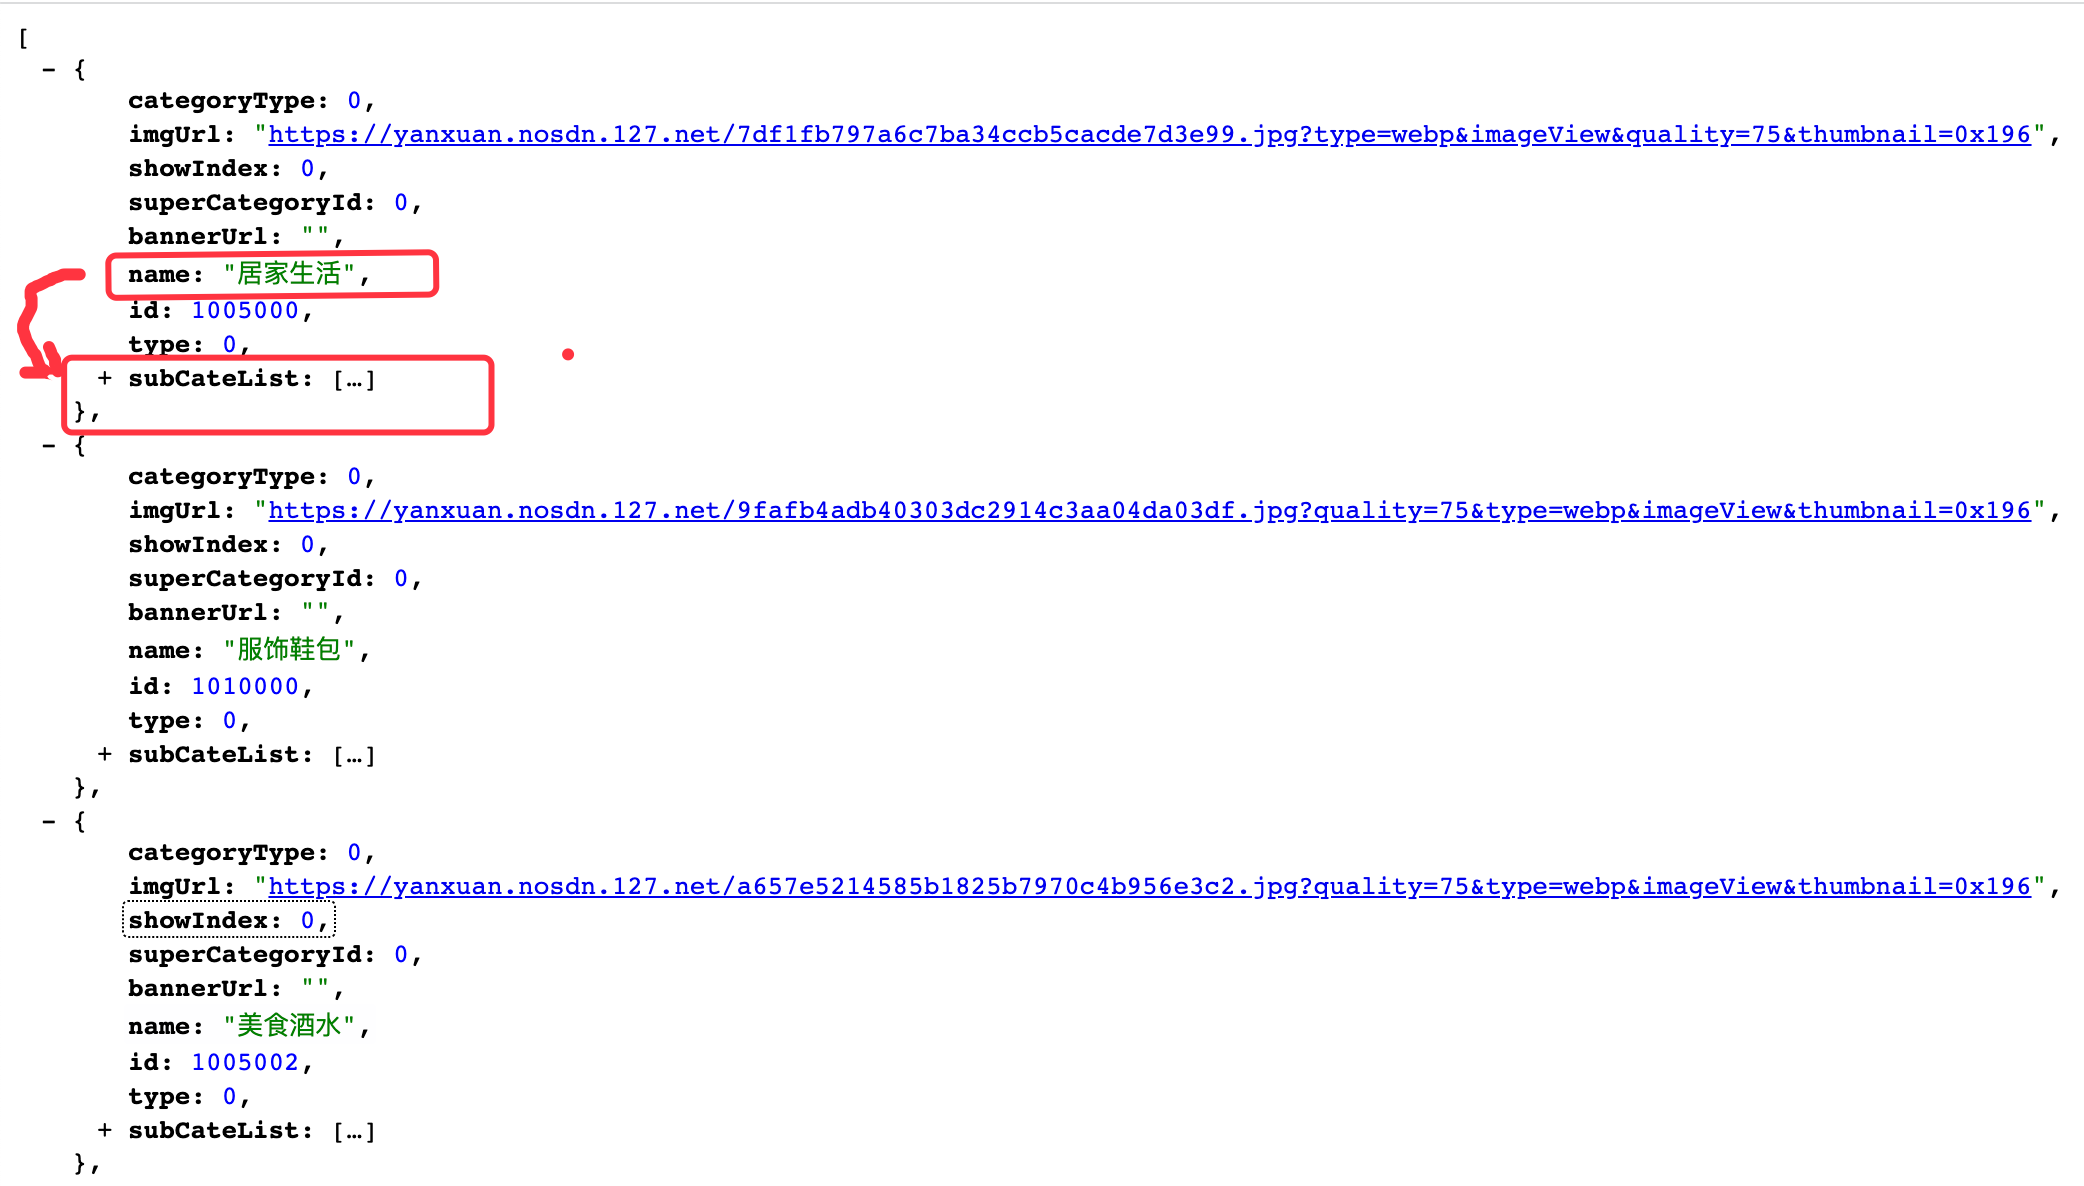 [
- {
categoryType: 0,
imgUrl: "https://yanxuan.nosdn.127.net/7df1fb797a6c7ba34ccb5cacde7d3e99.jpg?type=webp&imageView&quality=75&thumbnail=0x196",
showIndex: 0,
superCategoryId: 0,
bannerUrl: "",
name: "居家生活",
id: 1005000,
type: 0,
+ subCateList: […]
},
- {
categoryType: 0,
imgUrl: "https://yanxuan.nosdn.127.net/9fafb4adb40303dc2914c3aa04da03df.jpg?quality=75&type=webp&imageView&thumbnail=0x196",
showIndex: 0,
superCategoryId: 0,
bannerUrl: "",
name: "服饰鞋包",
id: 1010000,
type: 0,
+ subCateList: […]
},
- {
categoryType: 0,
imgUrl: "https://yanxuan.nosdn.127.net/a657e5214585b1825b7970c4b956e3c2.jpg?quality=75&type=webp&imageView&thumbnail=0x196",
showIndex: 0,
superCategoryId: 0,
bannerUrl: "",
name: "美食酒水",
id: 1005002,
type: 0,
+ subCateList: […]
},